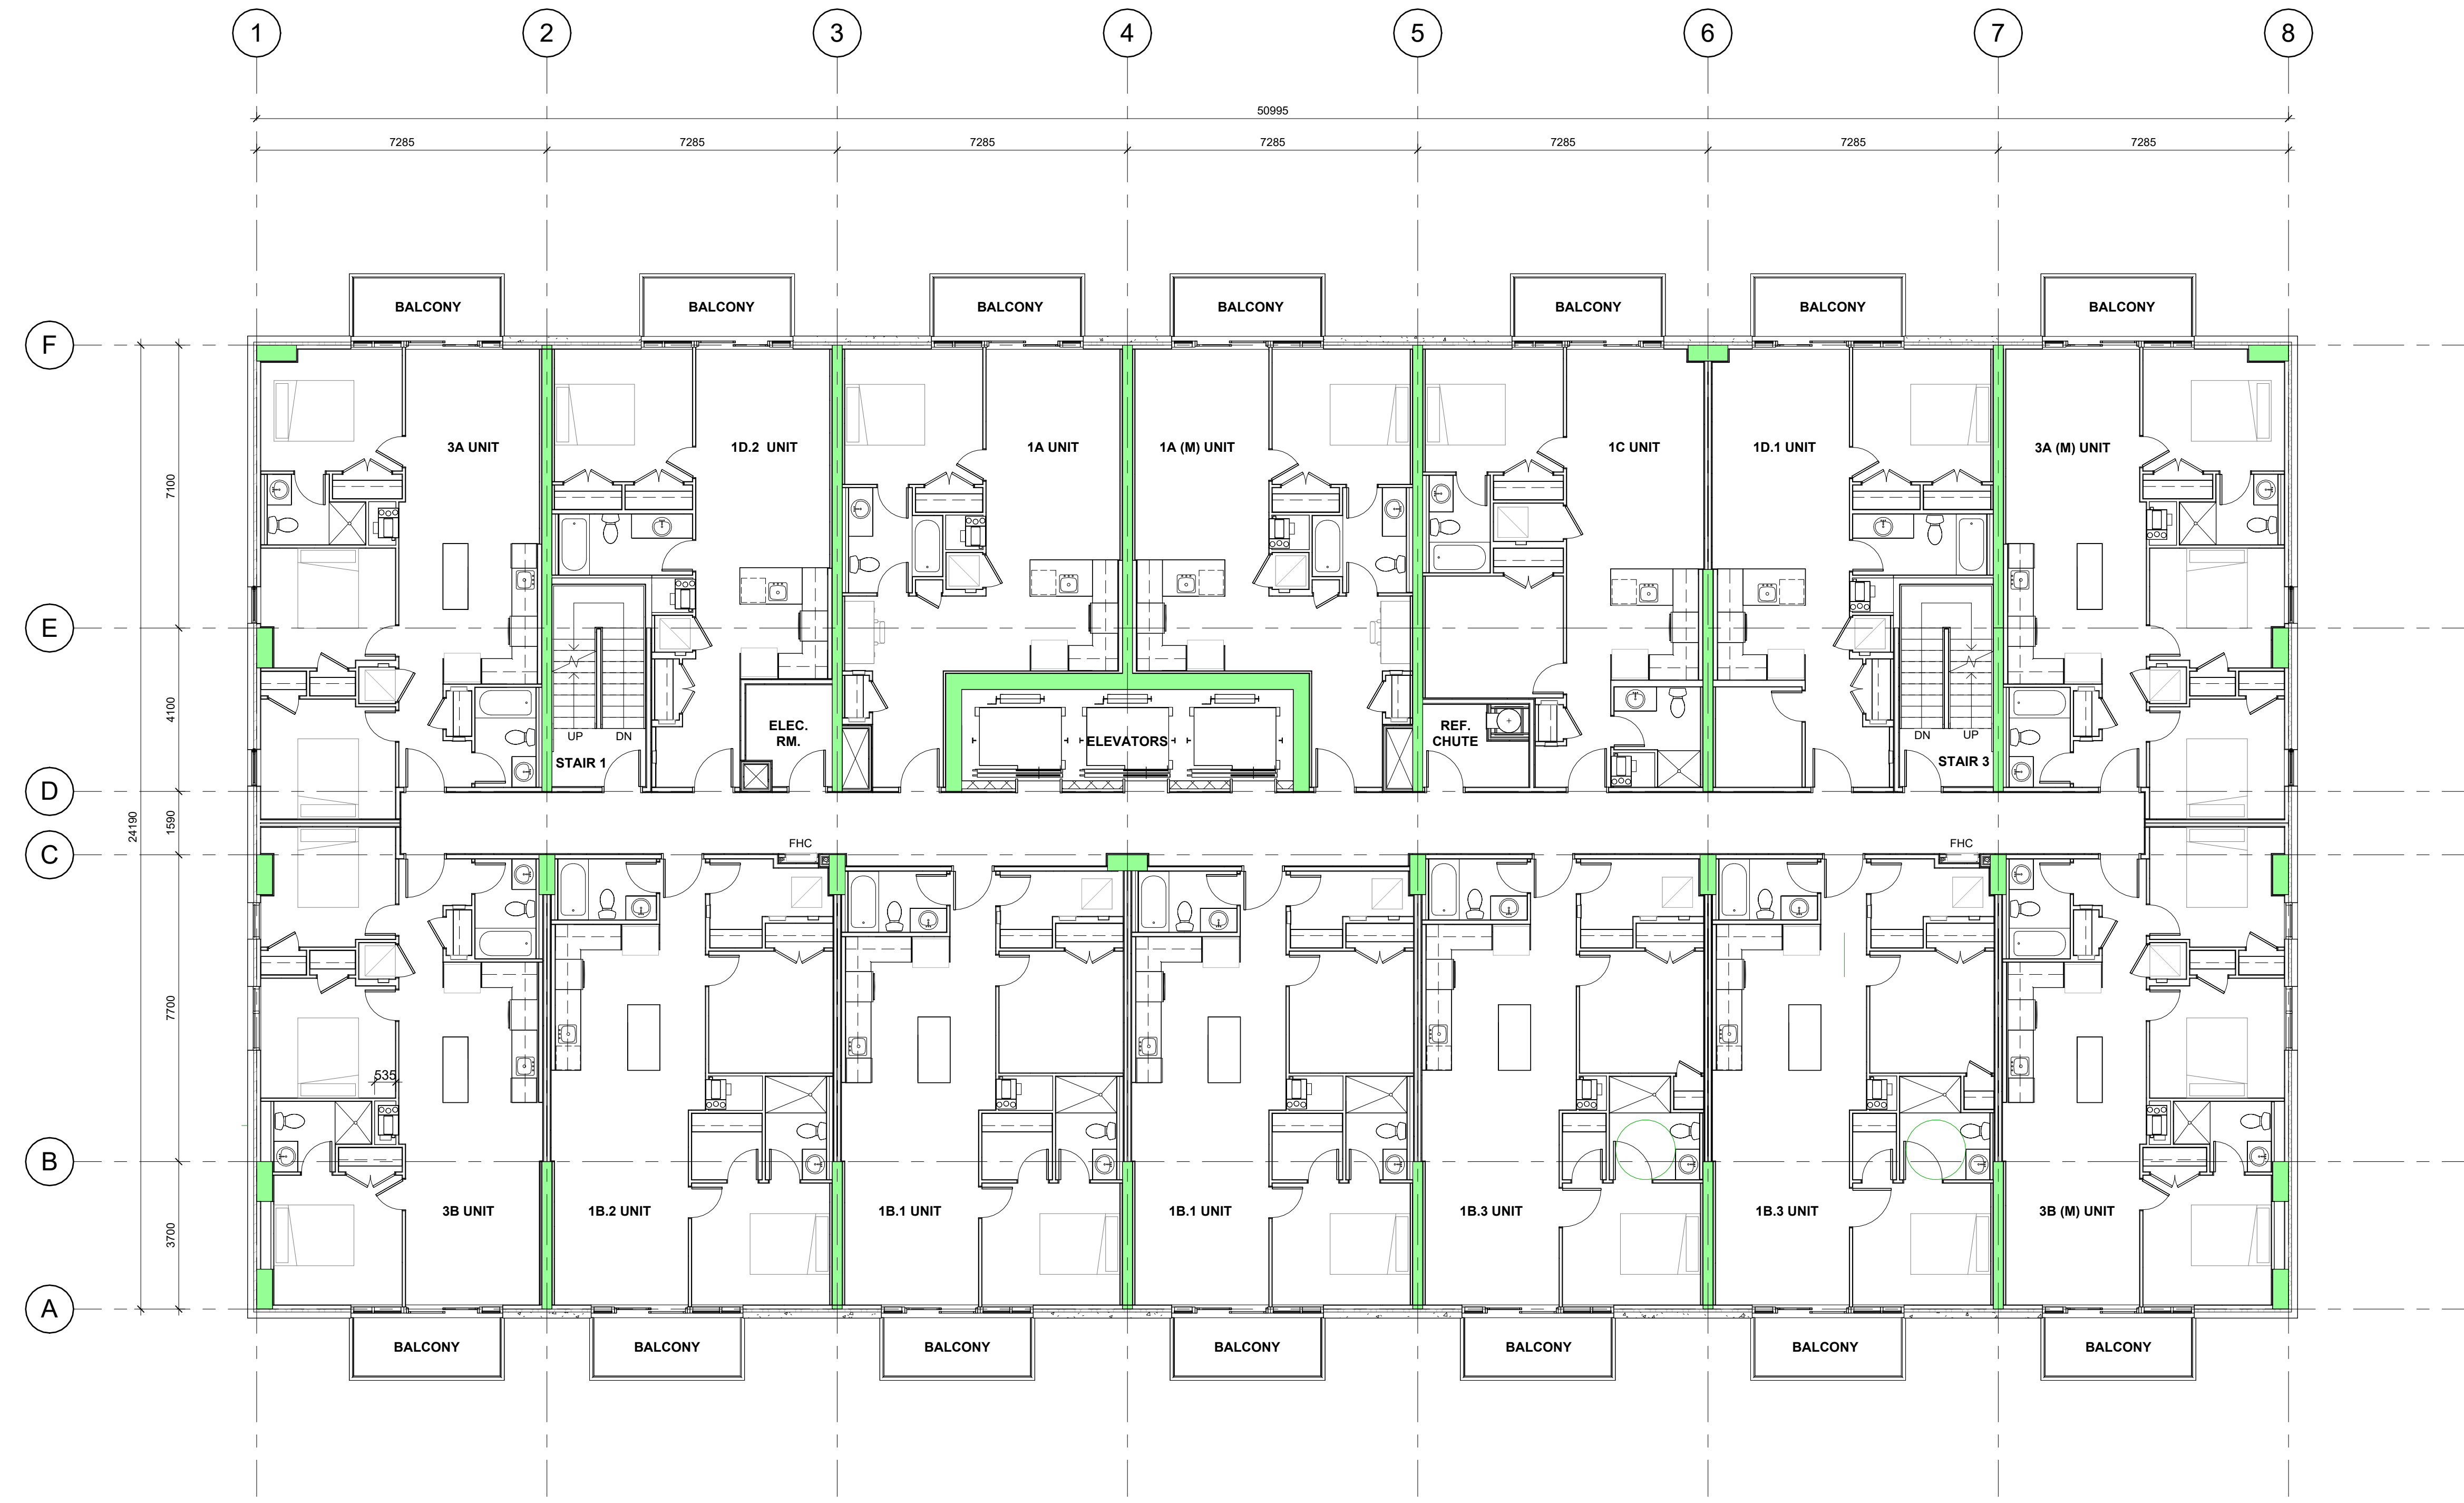 1 2 3 4 5 6 7 8
50995
7285 7285 7285 7285 7285 7285 7285
BALCONY BALCONY BALCONY BALCONY BALCONY BALCONY BALCONY
F
3A UNIT 1D.2 UNIT 1A UNIT 1A (M) UNIT 1C UNIT 1D.1 UNIT 3A (M) UNIT
7100
E
4100
ELEC.
RM.
REF.
CHUTE
UP DN
ELEVATORS
DN UP
STAIR 1
STAIR 3
D
24190
1590
C
FHC FHC
7700
535
B
3B UNIT 1B.2 UNIT 1B.1 UNIT 1B.1 UNIT 1B.3 UNIT 1B.3 UNIT 3B (M) UNIT
3700
A
BALCONY BALCONY BALCONY BALCONY BALCONY BALCONY BALCONY